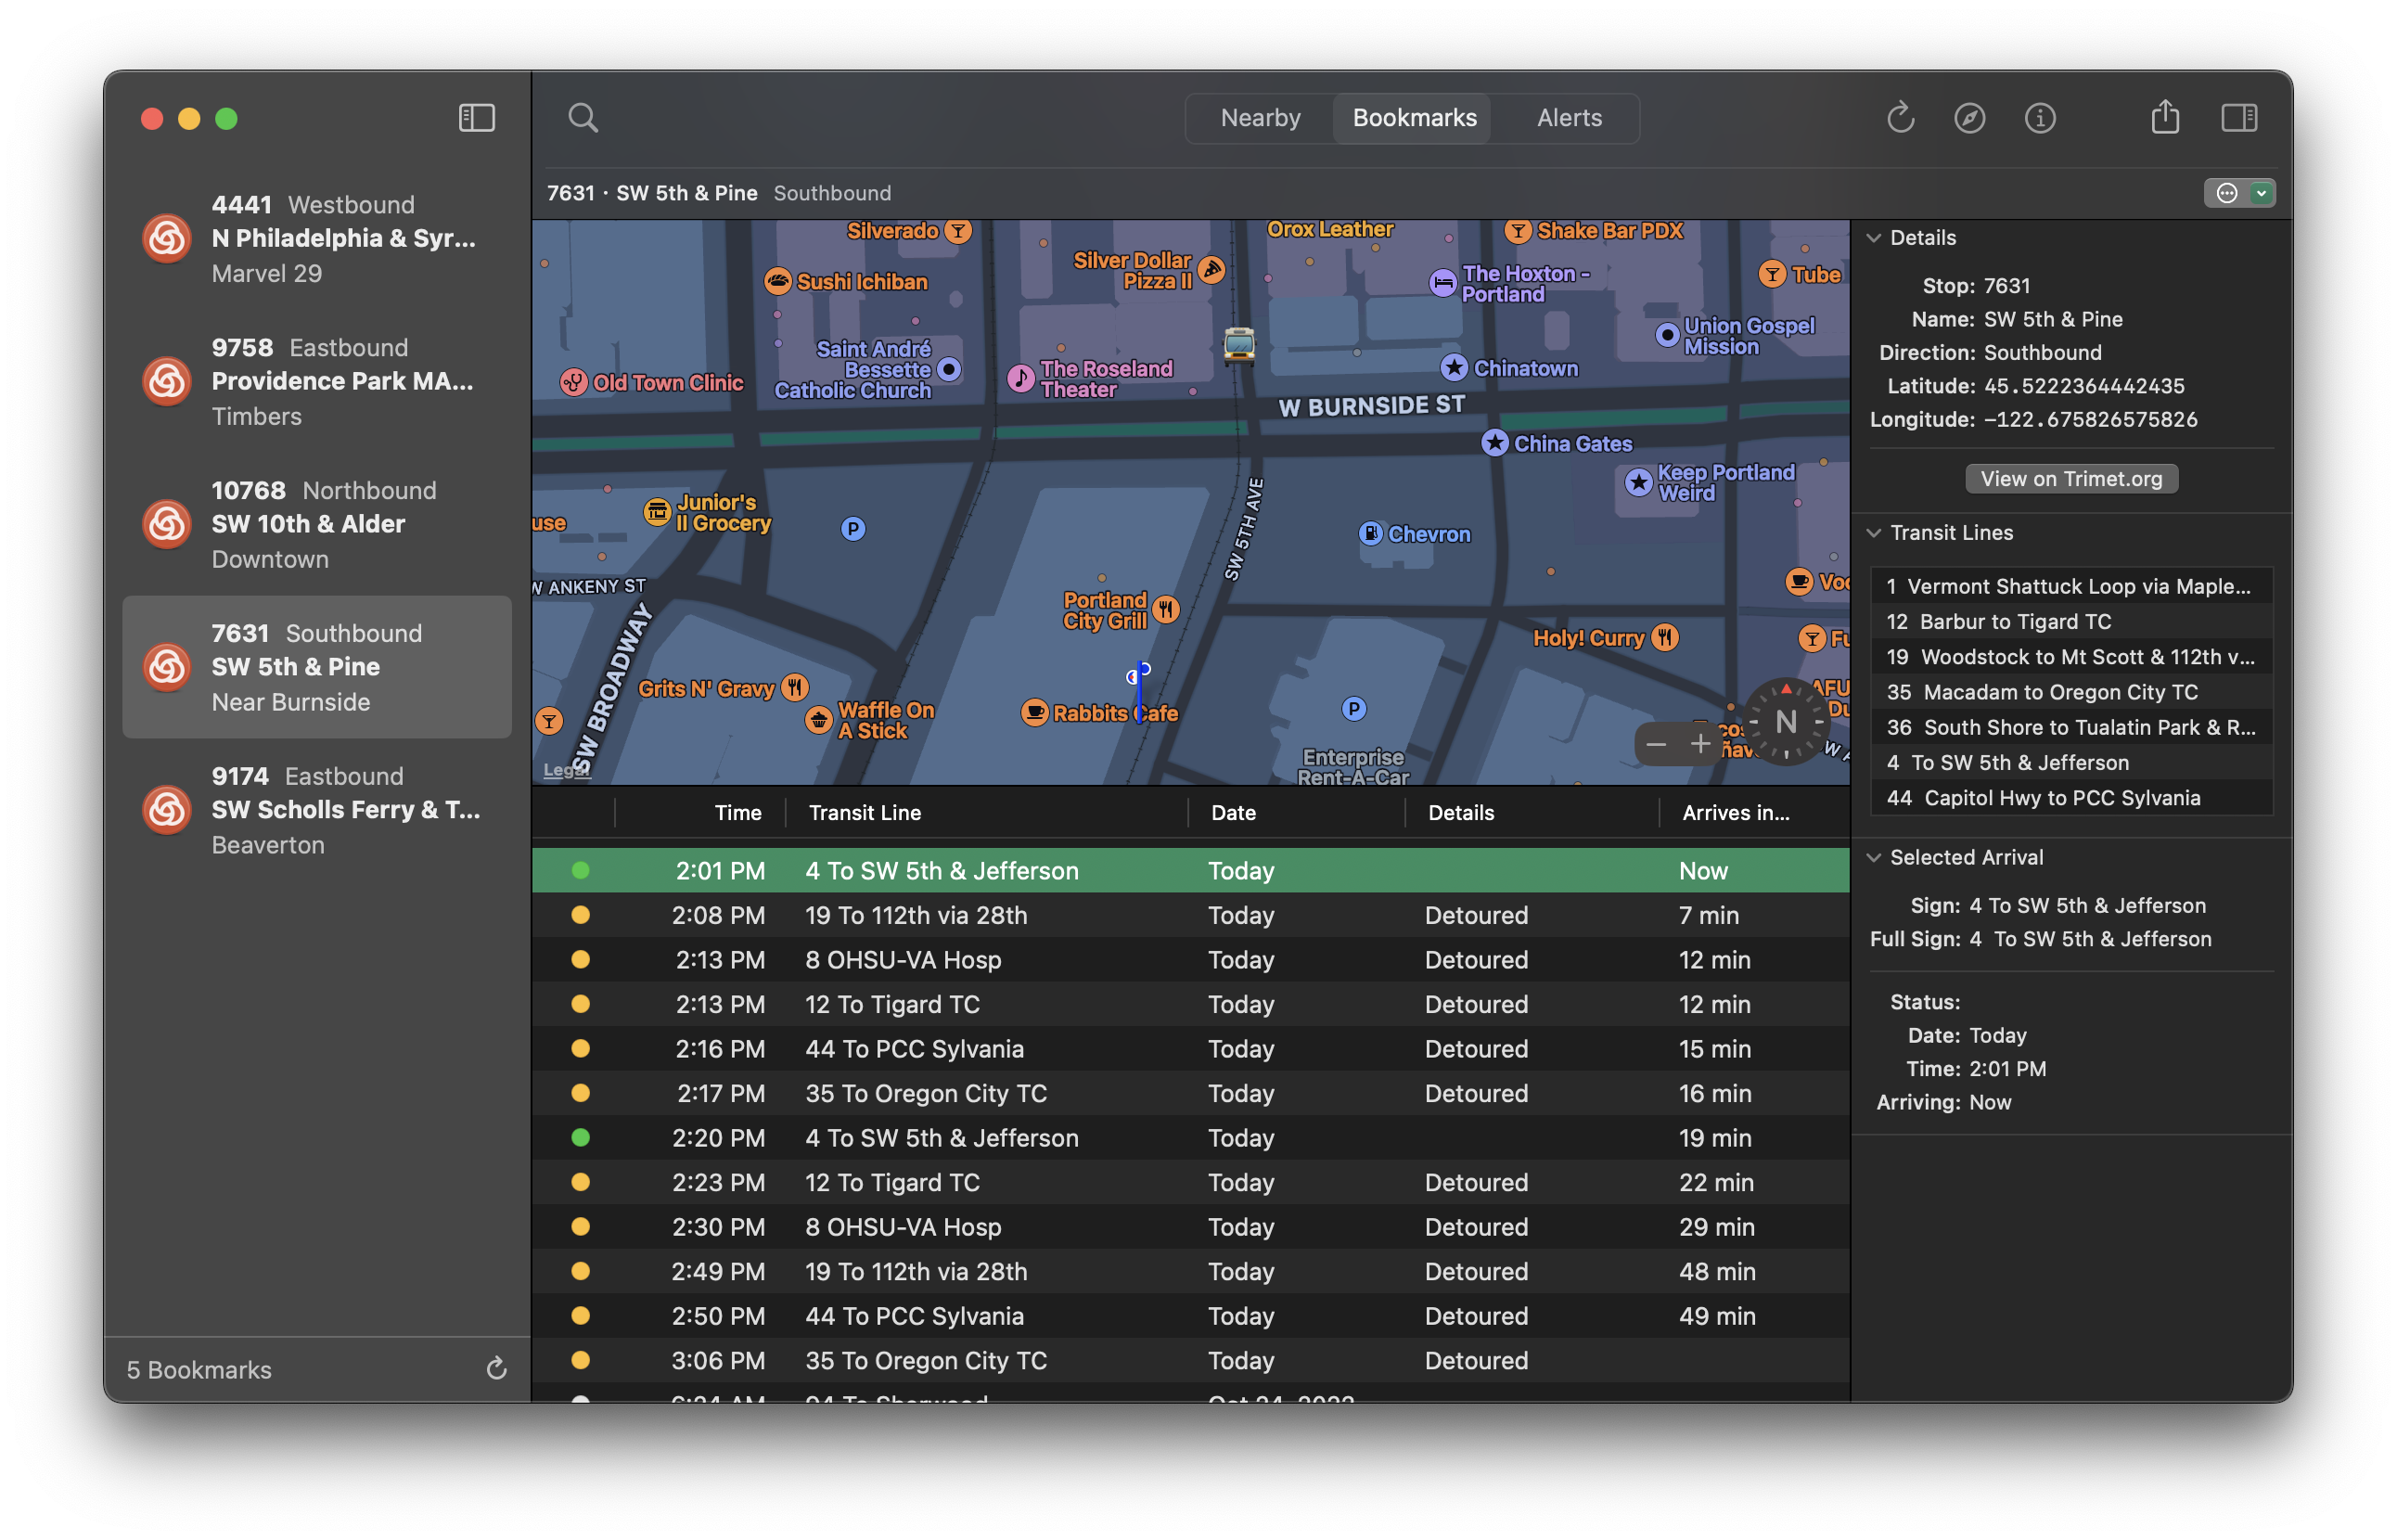 Nearby
Bookmarks
Alerts
4441 Westbound
N Philadelphia & Syr...
Marvel 29
9758 Eastbound
Providence Park MA...
Timbers
10768 Northbound
SW 10th & Alder
Downtown
7631 Southbound
SW 5th & Pine
Near Burnside
9174 Eastbound
SW Scholls Ferry & T...
Beaverton
5 Bookmarks
7631 · SW 5th & Pine Southbound
Silverado
Orox Leather
Shake Bar PDX
Sushi Ichiban
Silver Dollar
Pizza II
The Hoxton -
Portland
Tube
Saint André
Bessette
Catholic Church
Union Gospel
Mission
Old Town Clinic
The Roseland
Theater
Chinatown
W BURNSIDE ST
China Gates
Keep Portland
Weird
Junior's
II Grocery
use
P
SW 5TH AVE
Chevron
W ANKENY ST
Voo
Portland
City Grill
Holy! Curry
Fu
SW BROADWAY
Grits N' Gravy
Waffle On
A Stick
Rabbits Cafe
P
Enterprise
Rent-A-Car
N
Legal
Time Transit Line Date Details Arrives in...
2:01 PM 4 To SW 5th & Jefferson Today Now
2:08 PM 19 To 112th via 28th Today Detoured 7 min
2:13 PM 8 OHSU-VA Hosp Today Detoured 12 min
2:13 PM 12 To Tigard TC Today Detoured 12 min
2:16 PM 44 To PCC Sylvania Today Detoured 15 min
2:17 PM 35 To Oregon City TC Today Detoured 16 min
2:20 PM 4 To SW 5th & Jefferson Today 19 min
2:23 PM 12 To Tigard TC Today Detoured 22 min
2:30 PM 8 OHSU-VA Hosp Today Detoured 29 min
2:49 PM 19 To 112th via 28th Today Detoured 48 min
2:50 PM 44 To PCC Sylvania Today Detoured 49 min
3:06 PM 35 To Oregon City TC Today Detoured
Details
Stop: 7631
Name: SW 5th & Pine
Direction: Southbound
Latitude: 45.5222364442435
Longitude: −122.675826575826
View on Trimet.org
Transit Lines
1 Vermont Shattuck Loop via Maple...
12 Barbur to Tigard TC
19 Woodstock to Mt Scott & 112th v...
35 Macadam to Oregon City TC
36 South Shore to Tualatin Park & R...
4 To SW 5th & Jefferson
44 Capitol Hwy to PCC Sylvania
Selected Arrival
Sign: 4 To SW 5th & Jefferson
Full Sign: 4 To SW 5th & Jefferson
Status:
Date: Today
Time: 2:01 PM
Arriving: Now